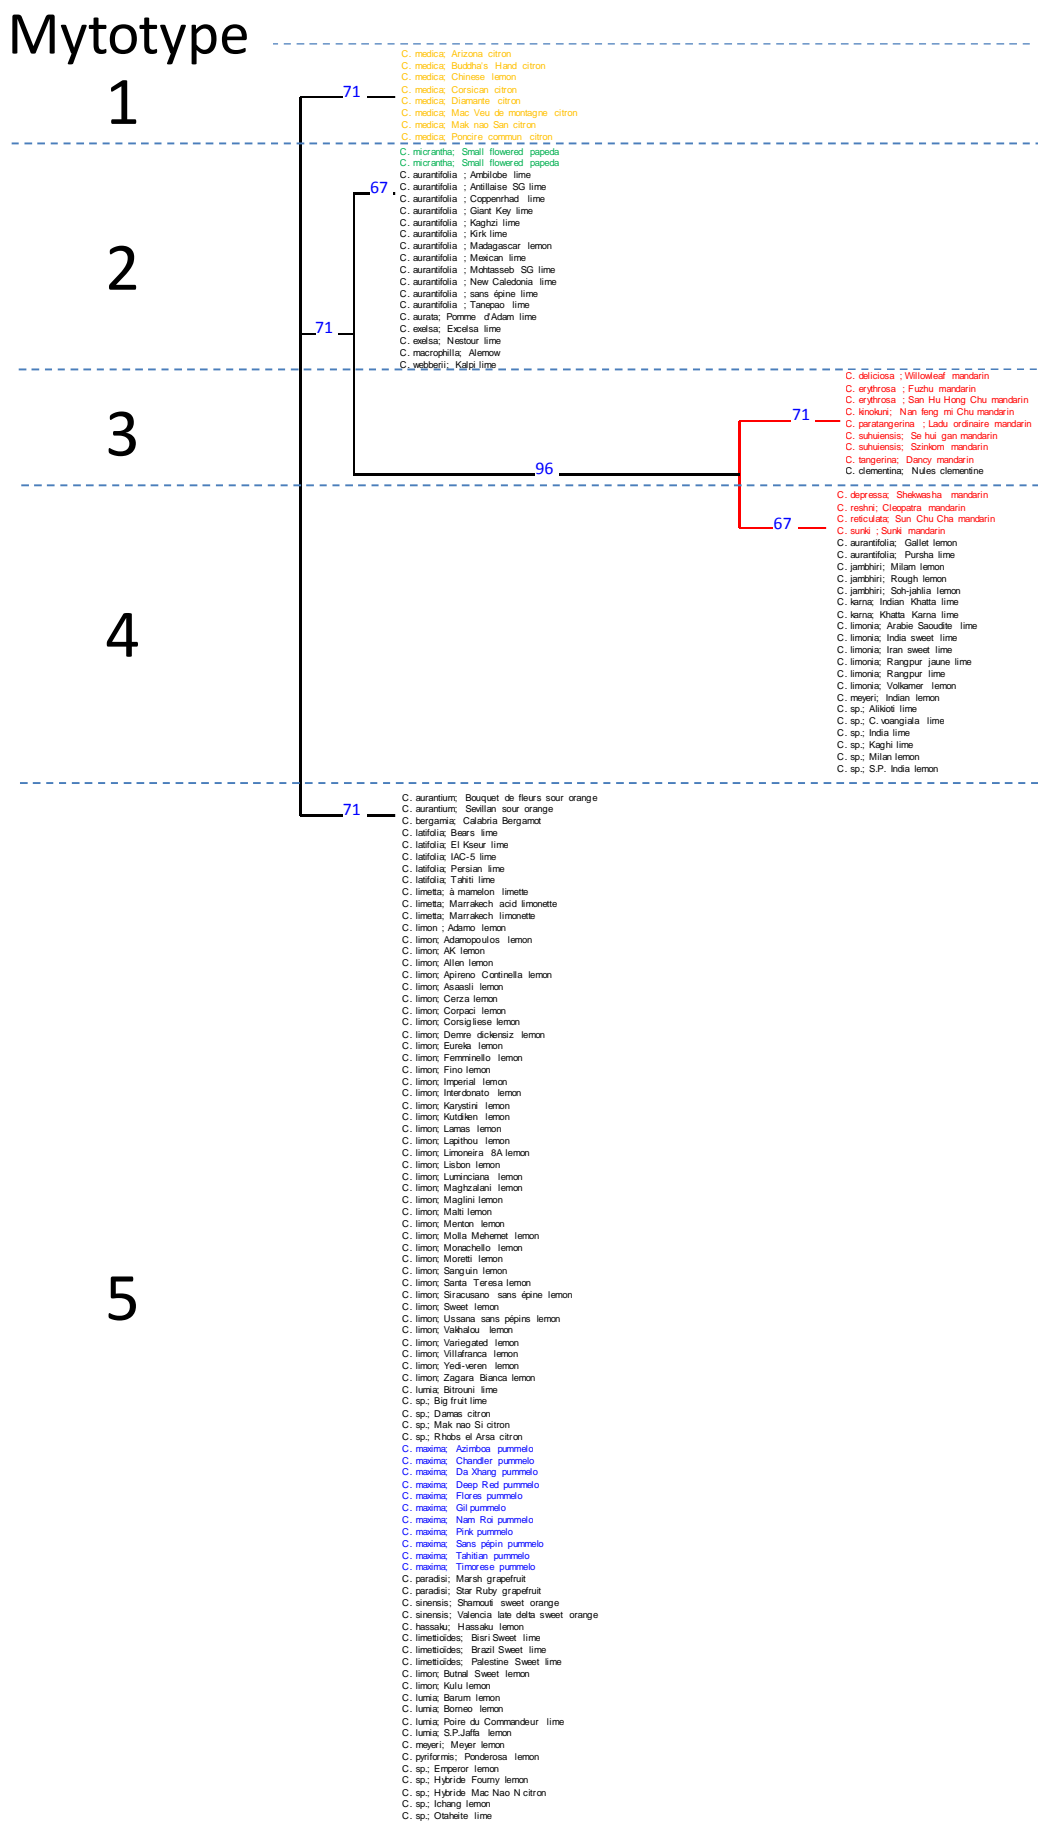 Mytotype
1
71
C. medica; Arizona citron
C. medica; Buddha's Hand citron
C. medica; Chinese lemon
C. medica; Corsican citron
C. medica; Diamante citron
C. medica; Mac Veu de montagne citron
C. medica; Mak nao San citron
C. medica; Poncire commun citron
2
71
67
C. micrantha; Small flowered papeda
C. micrantha; Small flowered papeda
C. aurantifolia ; Ambilobe lime
C. aurantifolia ; Antillaise SG lime
C. aurantifolia ; Coppenrhad lime
C. aurantifolia ; Giant Key lime
C. aurantifolia ; Kaghzi lime
C. aurantifolia ; Kirk lime
C. aurantifolia ; Madagascar lemon
C. aurantifolia ; Mexican lime
C. aurantifolia ; Mohtasseb SG lime
C. aurantifolia ; New Caledonia lime
C. aurantifolia ; sans épine lime
C. aurantifolia ; Tanepao lime
C. aurata; Pomme d'Adam lime
C. exelsa; Excelsa lime
C. exelsa; Nestour lime
C. macrophilla; Alemow
C. webberii; Kalpi lime
3
96
71
C. deliciosa ; Willowleaf mandarin
C. erythrosa ; Fuzhu mandarin
C. erythrosa ; San Hu Hong Chu mandarin
C. kinokuni; Nan feng mi Chu mandarin
C. paratangerina ; Ladu ordinaire mandarin
C. suhuiensis; Se hui gan mandarin
C. suhuiensis; Szinkom mandarin
C. tangerina; Dancy mandarin
C. clementina; Nules clementine
4
67
C. depressa; Shekwasha mandarin
C. reshni; Cleopatra mandarin
C. reticulata; Sun Chu Cha mandarin
C. sunki ; Sunki mandarin
C. aurantifolia; Gallet lemon
C. aurantifolia; Pursha lime
C. jambhiri; Milam lemon
C. jambhiri; Rough lemon
C. jambhiri; Soh-jahlia lemon
C. karna; Indian Khatta lime
C. karna; Khatta Karna lime
C. limonia; Arabie Saoudite lime
C. limonia; India sweet lime
C. limonia; Iran sweet lime
C. limonia; Rangpur jaune lime
C. limonia; Rangpur lime
C. limonia; Volkamer lemon
C. meyeri; Indian lemon
C. sp.; Alikioti lime
C. sp.; C. voangiala lime
C. sp.; India lime
C. sp.; Kaghi lime
C. sp.; Milan lemon
C. sp.; S.P. India lemon
5
71
C. aurantium; Bouquet de fleurs sour orange
C. aurantium; Sevillan sour orange
C. bergamia; Calabria Bergamot
C. latifolia; Bears lime
C. latifolia; El Kseur lime
C. latifolia; IAC-5 lime
C. latifolia; Persian lime
C. latifolia; Tahiti lime
C. limetta; à mamelon limette
C. limetta; Marrakech acid limonette
C. limetta; Marrakech limonette
C. limon ; Adamo lemon
C. limon; Adamopoulos lemon
C. limon; AK lemon
C. limon; Allen lemon
C. limon; Apireno Continella lemon
C. limon; Asaasli lemon
C. limon; Cerza lemon
C. limon; Corpaci lemon
C. limon; Corsigliese lemon
C. limon; Demre dickensiz lemon
C. limon; Eureka lemon
C. limon; Femminello lemon
C. limon; Fino lemon
C. limon; Imperial lemon
C. limon; Interdonato lemon
C. limon; Karystini lemon
C. limon; Kutdiken lemon
C. limon; Lamas lemon
C. limon; Lapithou lemon
C. limon; Limoneira 8A lemon
C. limon; Lisbon lemon
C. limon; Luminciana lemon
C. limon; Maghzalani lemon
C. limon; Maglini lemon
C. limon; Malti lemon
C. limon; Menton lemon
C. limon; Molla Mehemet lemon
C. limon; Monachello lemon
C. limon; Moretti lemon
C. limon; Sanguin lemon
C. limon; Santa Teresa lemon
C. limon; Siracusano sans épine lemon
C. limon; Sweet lemon
C. limon; Ussana sans pépins lemon
C. limon; Vakhalou lemon
C. limon; Variegated lemon
C. limon; Villafranca lemon
C. limon; Yedi-veren lemon
C. limon; Zagara Bianca lemon
C. lumia; Bitrouni lime
C. sp.; Big fruit lime
C. sp.; Damas citron
C. sp.; Mak nao Si citron
C. sp.; Rhobs el Arsa citron
C. maxima; Azimboa pummelo
C. maxima; Chandler pummelo
C. maxima; Da Xhang pummelo
C. maxima; Deep Red pummelo
C. maxima; Flores pummelo
C. maxima; Gil pummelo
C. maxima; Nam Roi pummelo
C. maxima; Pink pummelo
C. maxima; Sans pépin pummelo
C. maxima; Tahitian pummelo
C. maxima; Timorese pummelo
C. paradisi; Marsh grapefruit
C. paradisi; Star Ruby grapefruit
C. sinensis; Shamouti sweet orange
C. sinensis; Valencia late delta sweet orange
C. hassaku; Hassaku lemon
C. limettioïdes; Bisri Sweet lime
C. limettioïdes; Brazil Sweet lime
C. limettioïdes; Palestine Sweet lime
C. limon; Butnal Sweet lemon
C. limon; Kulu lemon
C. lumia; Barum lemon
C. lumia; Borneo lemon
C. lumia; Poire du Commandeur lime
C. lumia; S.P.Jaffa lemon
C. meyeri; Meyer lemon
C. pyriformis; Ponderosa lemon
C. sp.; Emperor lemon
C. sp.; Hybride Fourny lemon
C. sp.; Hybride Mac Nao N citron
C. sp.; Ichang lemon
C. sp.; Otaheite lime